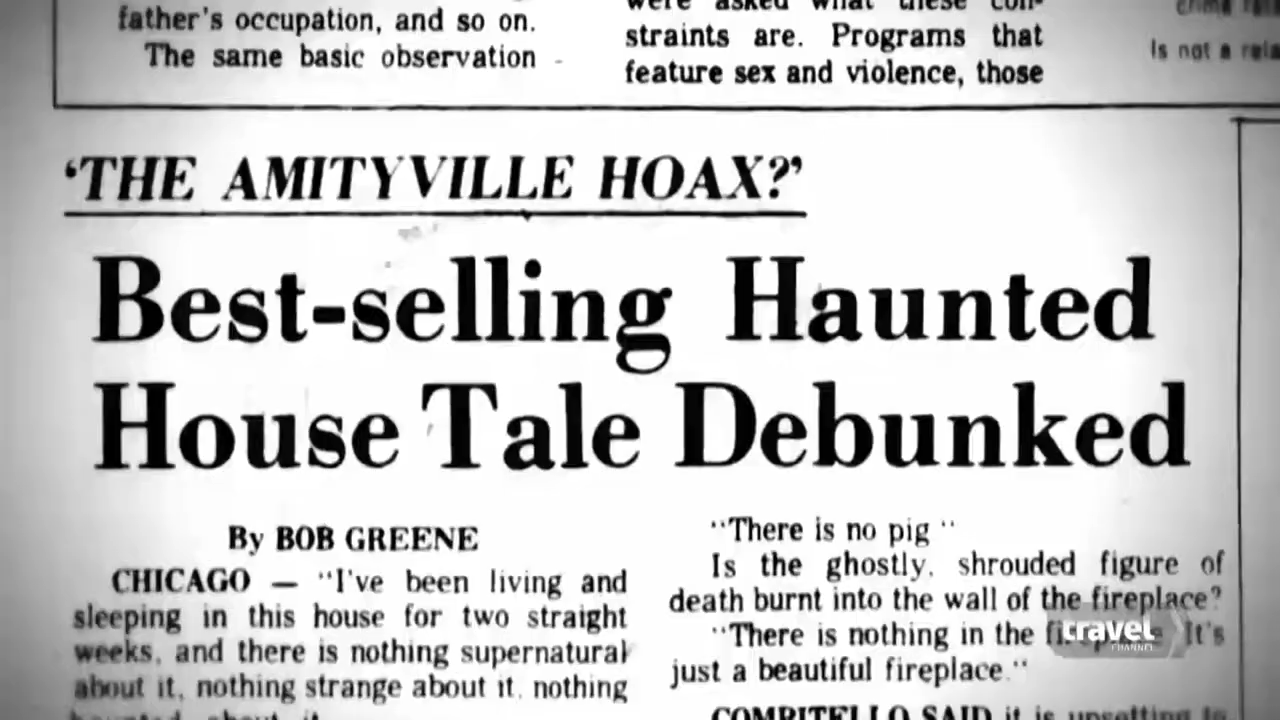 father's occupation, and so on.
The same basic observation
were asked what these con-
straints are. Programs that
feature sex and violence, those
Is not a rela
'THE AMITYVILLE HOAX?'
Best-selling Haunted
House Tale Debunked
By BOB GREENE
CHICAGO — "I've been living and
sleeping in this house for two straight
weeks, and there is nothing supernatural
about it, nothing strange about it, nothing
"There is no pig "
Is the ghostly, shrouded figure of
death burnt into the wall of the fireplace?
"There is nothing in the It's
just a beautiful fireplace."
COMPITELLO SAID it is upsetting to
travel
CHANNEL